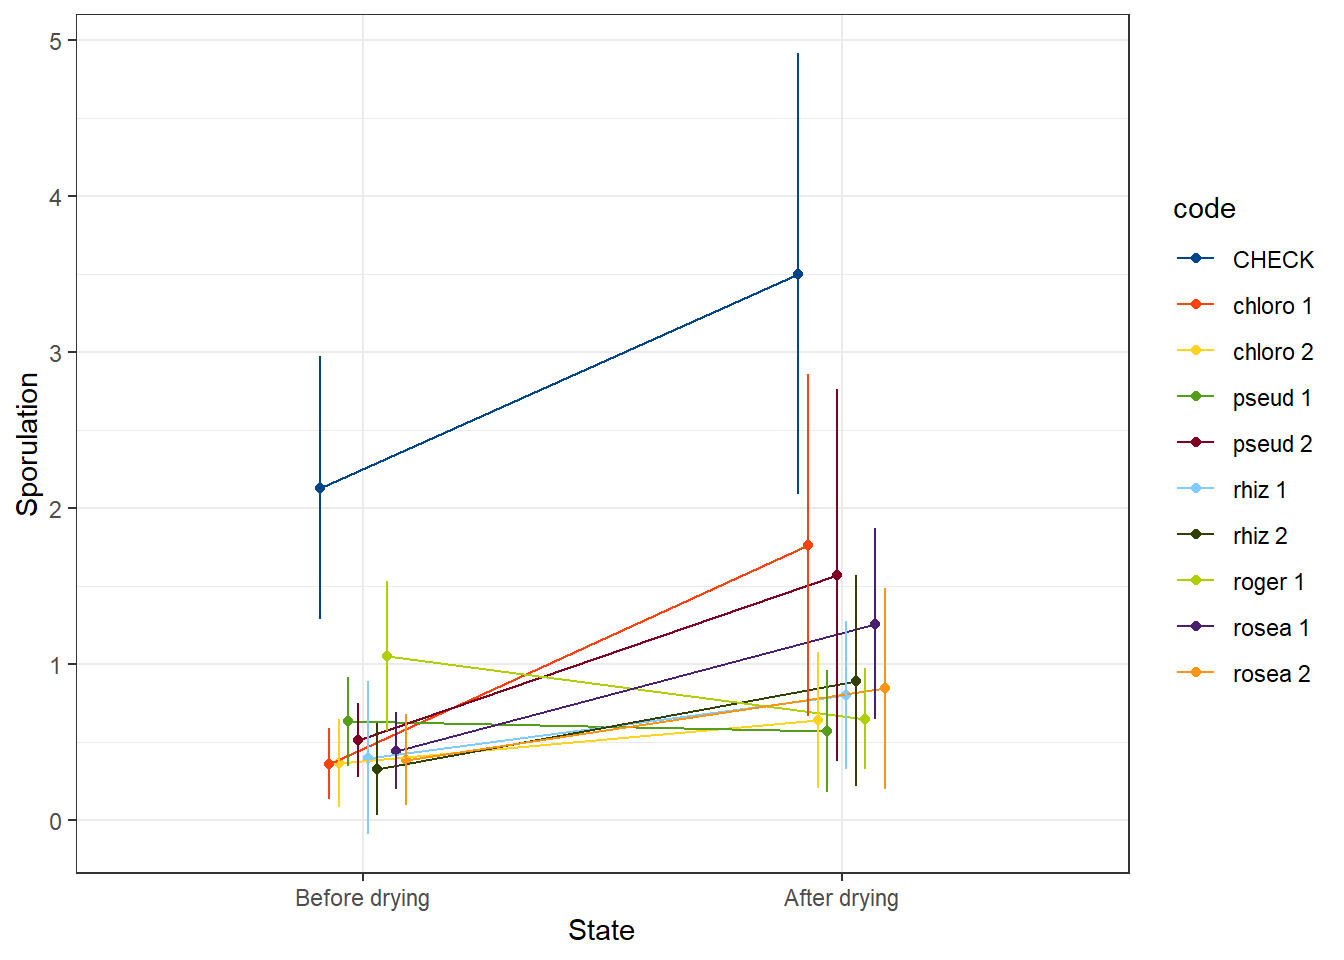 5
4
3
2
1
0
Sporulation
Before drying
After drying
State
code
CHECK
chloro 1
chloro 2
pseud 1
pseud 2
rhiz 1
rhiz 2
roger 1
rosea 1
rosea 2